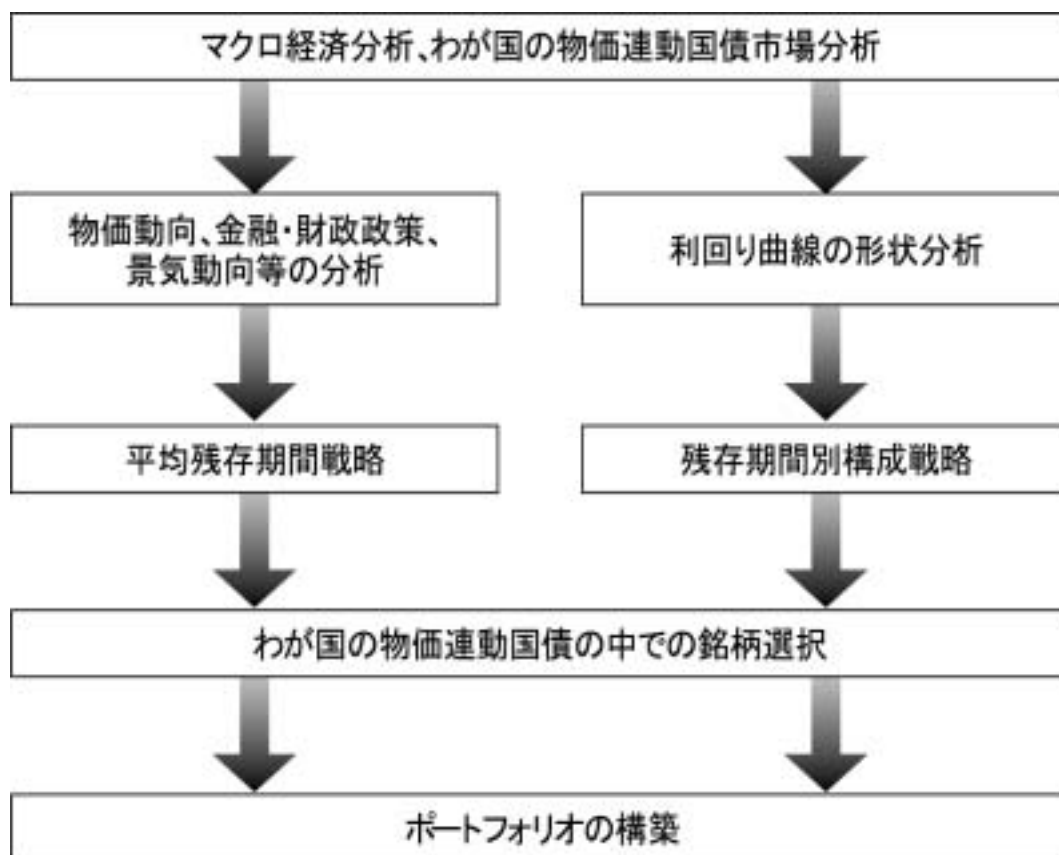 マクロ経済分析、わが国の物価連動国債市場分析
物価動向、金融・財政政策、
景気動向等の分析
利回り曲線の形状分析
平均残存期間戦略
残存期間別構成戦略
わが国の物価連動国債の中での銘柄選択
ポートフォリオの構築